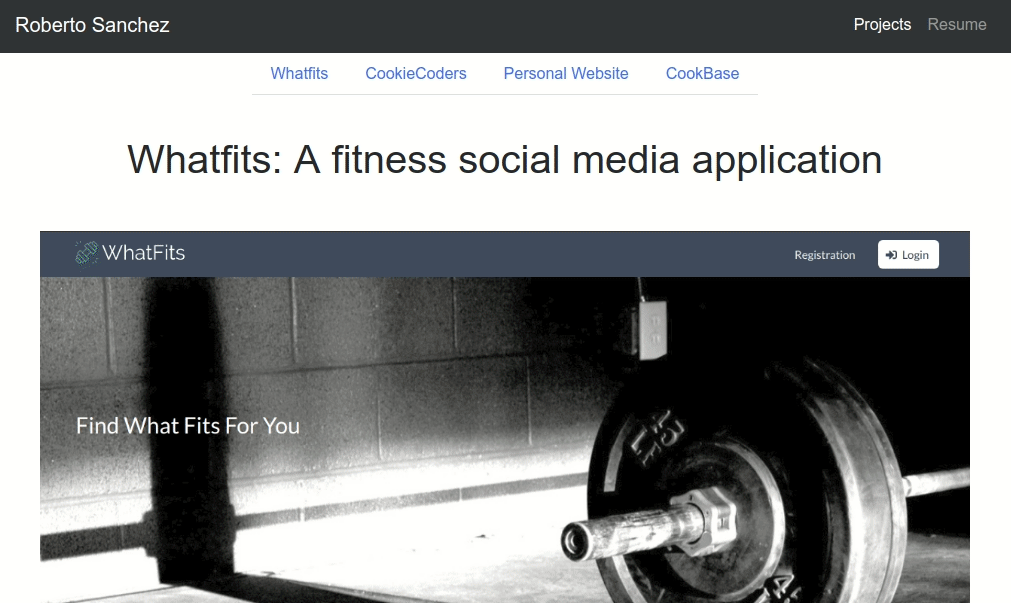 Roberto Sanchez
Projects Resume
Whatfits CookieCoders Personal Website CookBase
Whatfits: A fitness social media application
WhatFits
Registration Login
Find What Fits For You